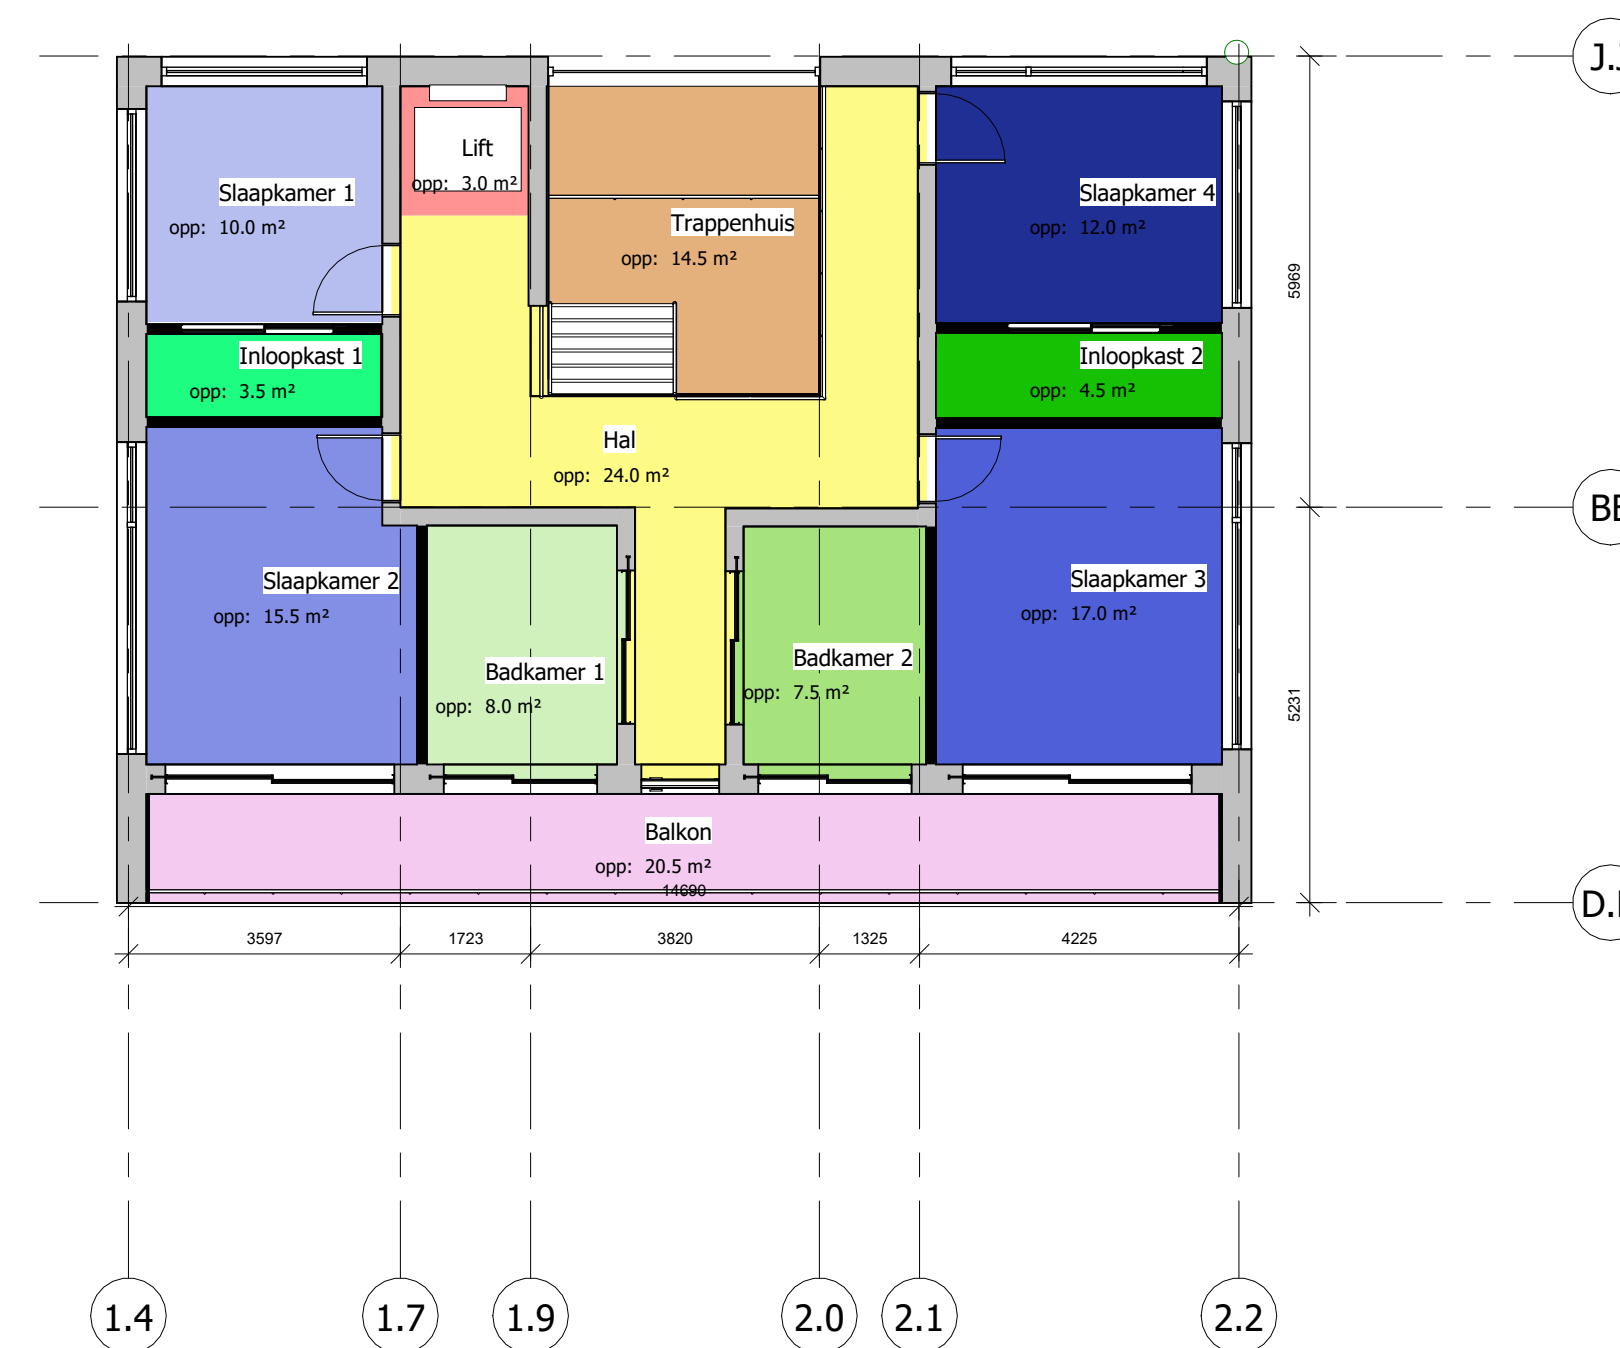 J.J
Lift
opp: 3.0 m²
Slaapkamer 1
opp: 10.0 m²
Slaapkamer 4
opp: 12.0 m²
Trappenhuis
opp: 14.5 m²
5969
Inloopkast 1
opp: 3.5 m²
Inloopkast 2
opp: 4.5 m²
Hal
opp: 24.0 m²
Slaapkamer 2
opp: 15.5 m²
Slaapkamer 3
opp: 17.0 m²
Badkamer 1
opp: 8.0 m²
Badkamer 2
opp: 7.5 m²
5231
Balkon
opp: 20.5 m²
14690
3597 1723 3820 1325 4225
1.4 1.7 1.9 2.0 2.1 2.2